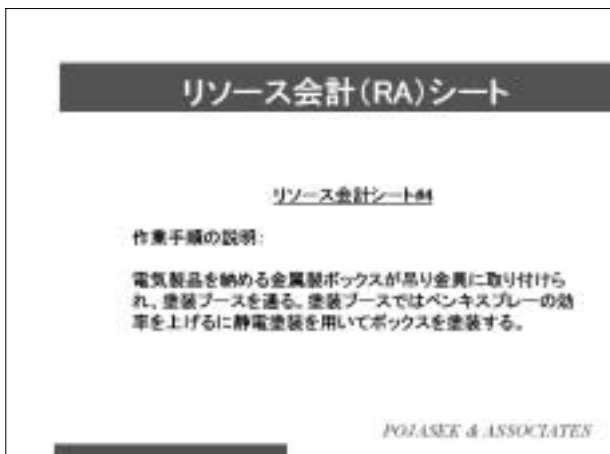 リソース会計(RA)シート
リソース会計シート#4
作業手順の説明:
電気製品を納める金属製ボックスが吊り金具に取り付けら
れ、塗装ブースを通る。塗装ブースではペンキスプレーの効
率を上げるに静電塗装を用いてボックスを塗装する。
POJASEK & ASSOCIATES